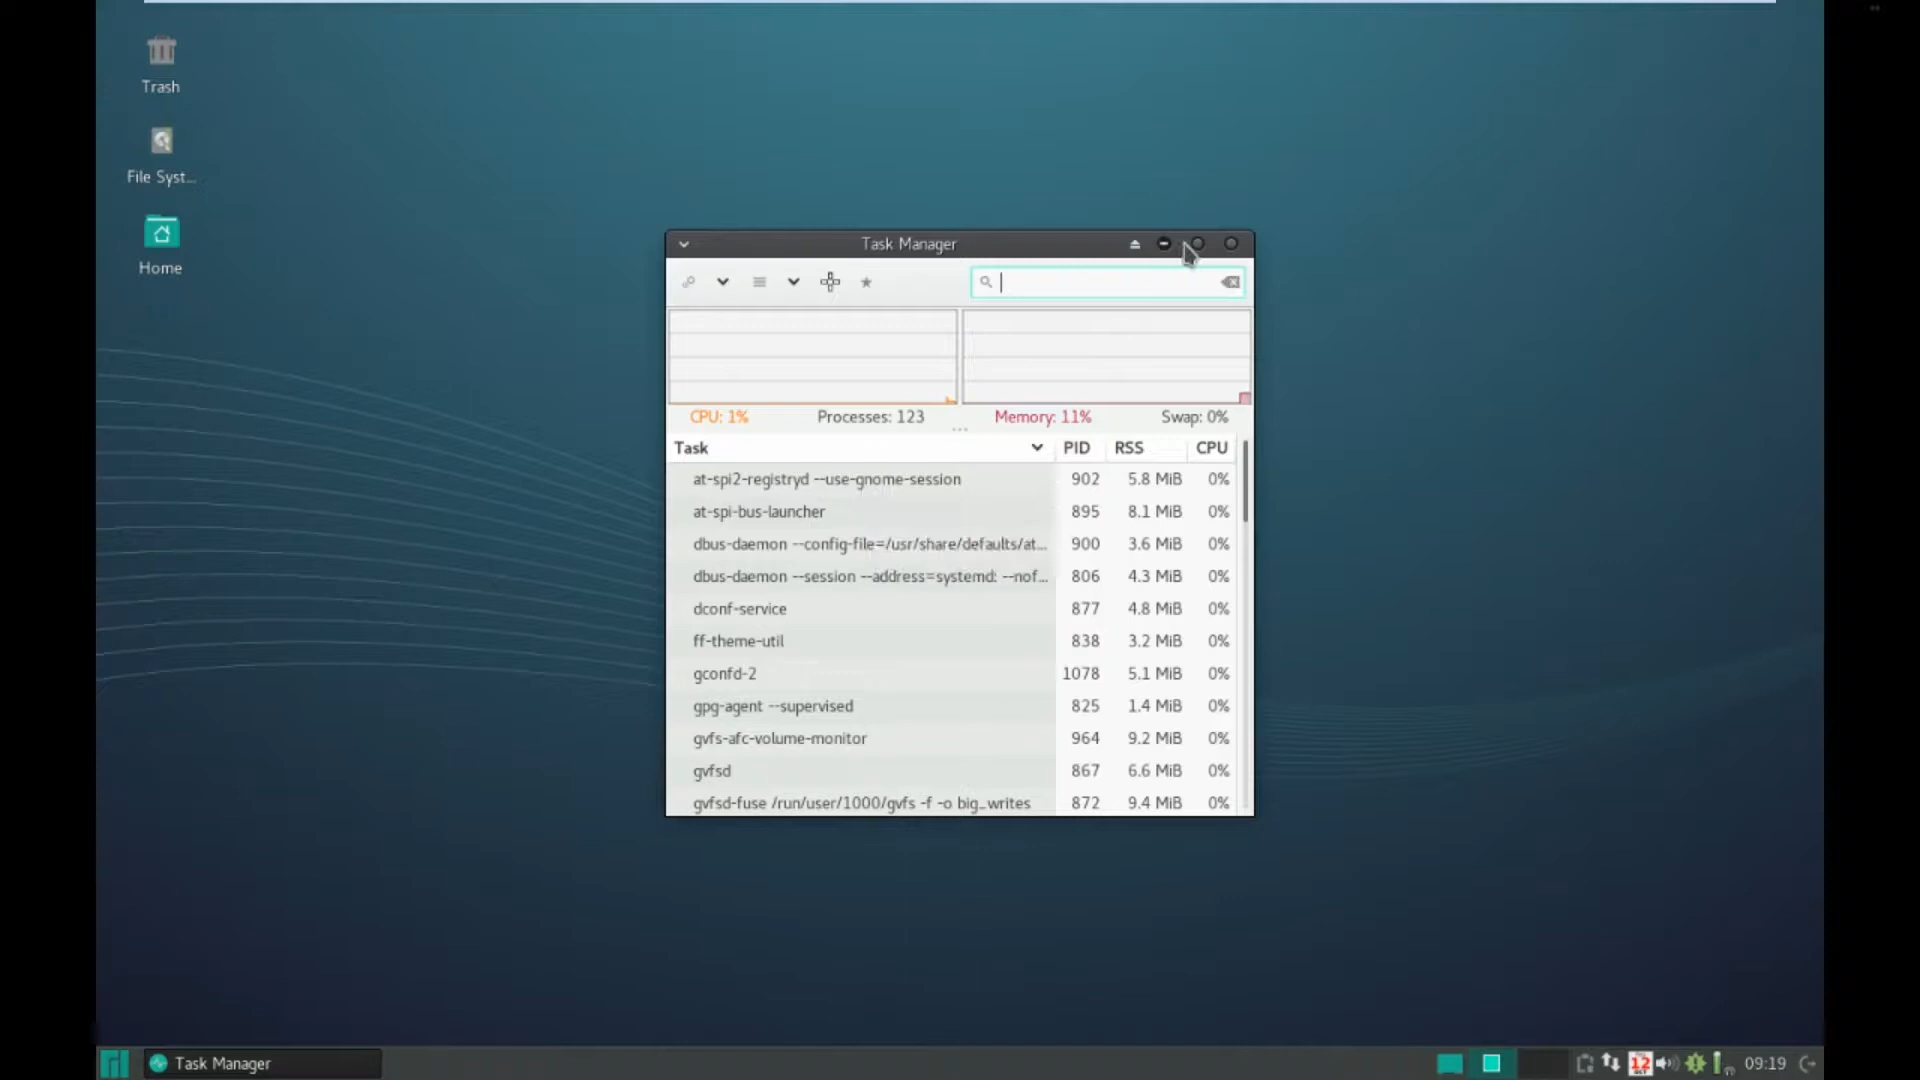 Trash
File Syst...
Home
Task Manager
CPU: 1% Processes: 123 Memory: 11% Swap: 0%
Task PID RSS CPU
at-spi2-registryd --use-gnome-session 902 5.8 MiB 0%
at-spi-bus-launcher 895 8.1 MiB 0%
dbus-daemon --config-file=/usr/share/defaults/at... 900 3.6 MiB 0%
dbus-daemon --session --address=systemd: --nof... 806 4.3 MiB 0%
dconf-service 877 4.8 MiB 0%
ff-theme-util 838 3.2 MiB 0%
gconfd-2 1078 5.1 MiB 0%
gpg-agent --supervised 825 1.4 MiB 0%
gvfs-afc-volume-monitor 964 9.2 MiB 0%
gvfsd 867 6.6 MiB 0%
gvfsd-fuse /run/user/1000/gvfs -f -o big_writes 872 9.4 MiB 0%
Task Manager 12 09:19